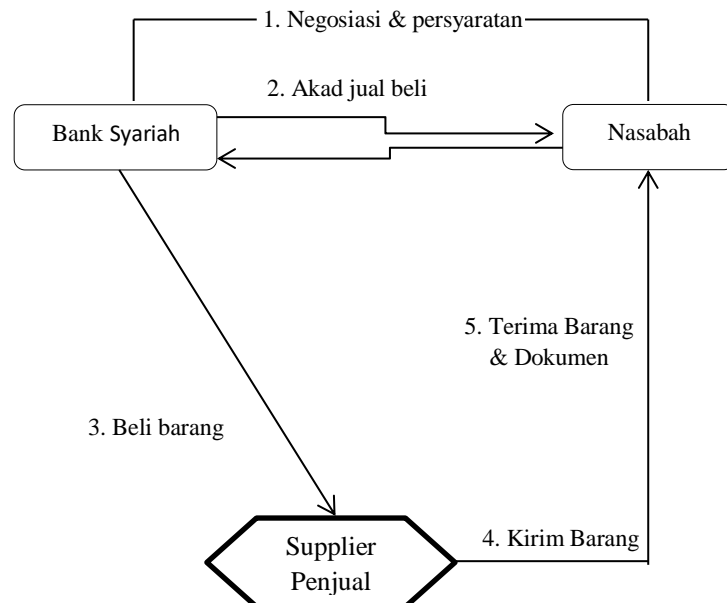 1. Negosiasi & persyaratan
2. Akad jual beli
Bank Syariah
Nasabah
5. Terima Barang
& Dokumen
3. Beli barang
4. Kirim Barang
Supplier
Penjual